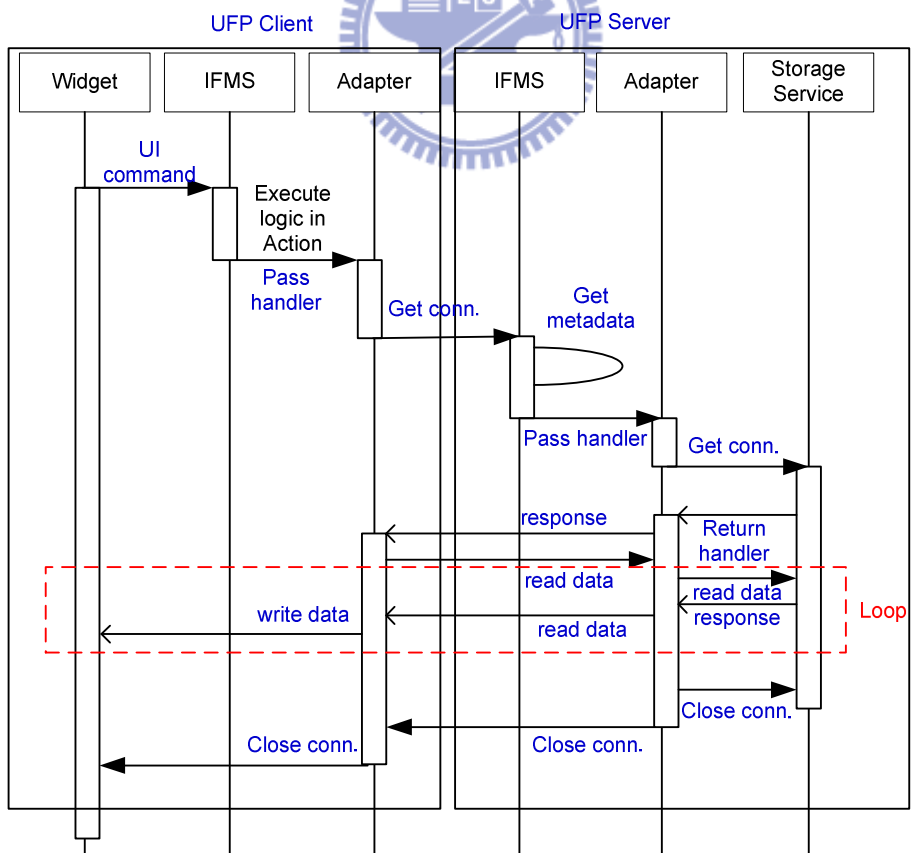 UFP Client
UFP Server
Widget
IFMS
Adapter
IFMS
Adapter
Storage
Service
UI
command
Execute
logic in
Action
Pass
handler
Get conn.
Get
metadata
Pass handler
Get conn.
response
Return
handler
read data
read data
response
Loop
write data
read data
Close conn.
Close conn.
Close conn.